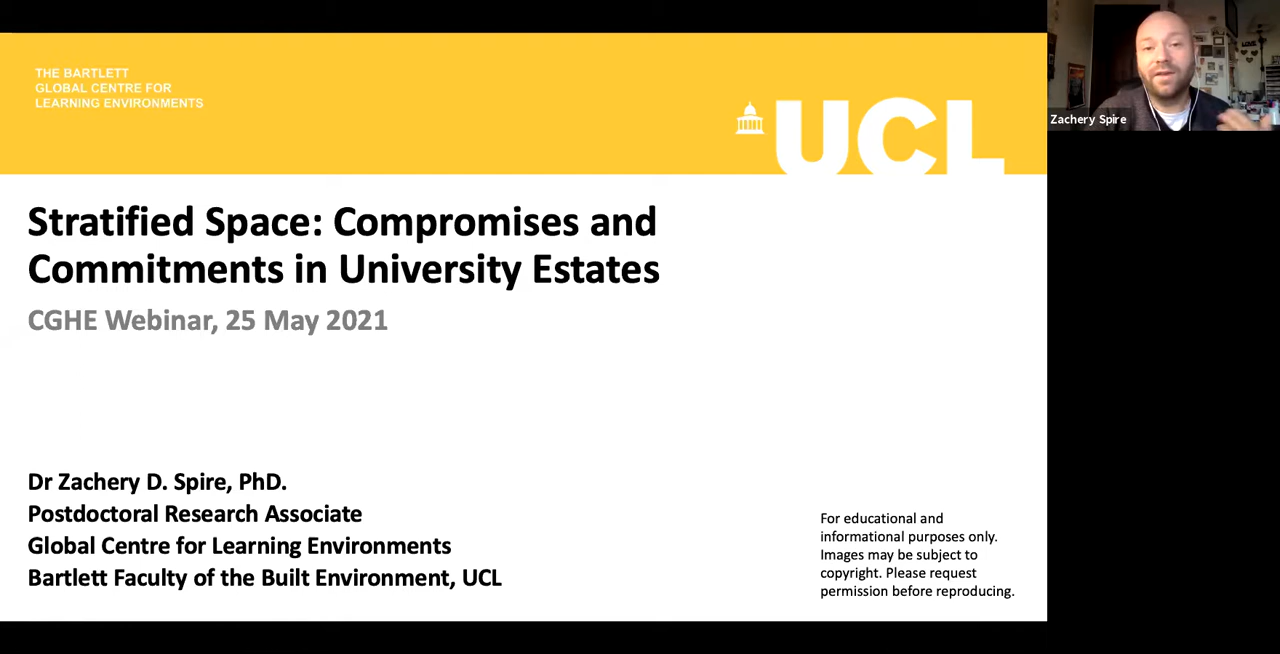 THE BARTLETT
GLOBAL CENTRE FOR
LEARNING ENVIRONMENTS
UCL
Zachery Spire
Stratified Space: Compromises and
Commitments in University Estates
CGHE Webinar, 25 May 2021
Dr Zachery D. Spire, PhD.
Postdoctoral Research Associate
Global Centre for Learning Environments
Bartlett Faculty of the Built Environment, UCL
For educational and
informational purposes only.
Images may be subject to
copyright. Please request
permission before reproducing.